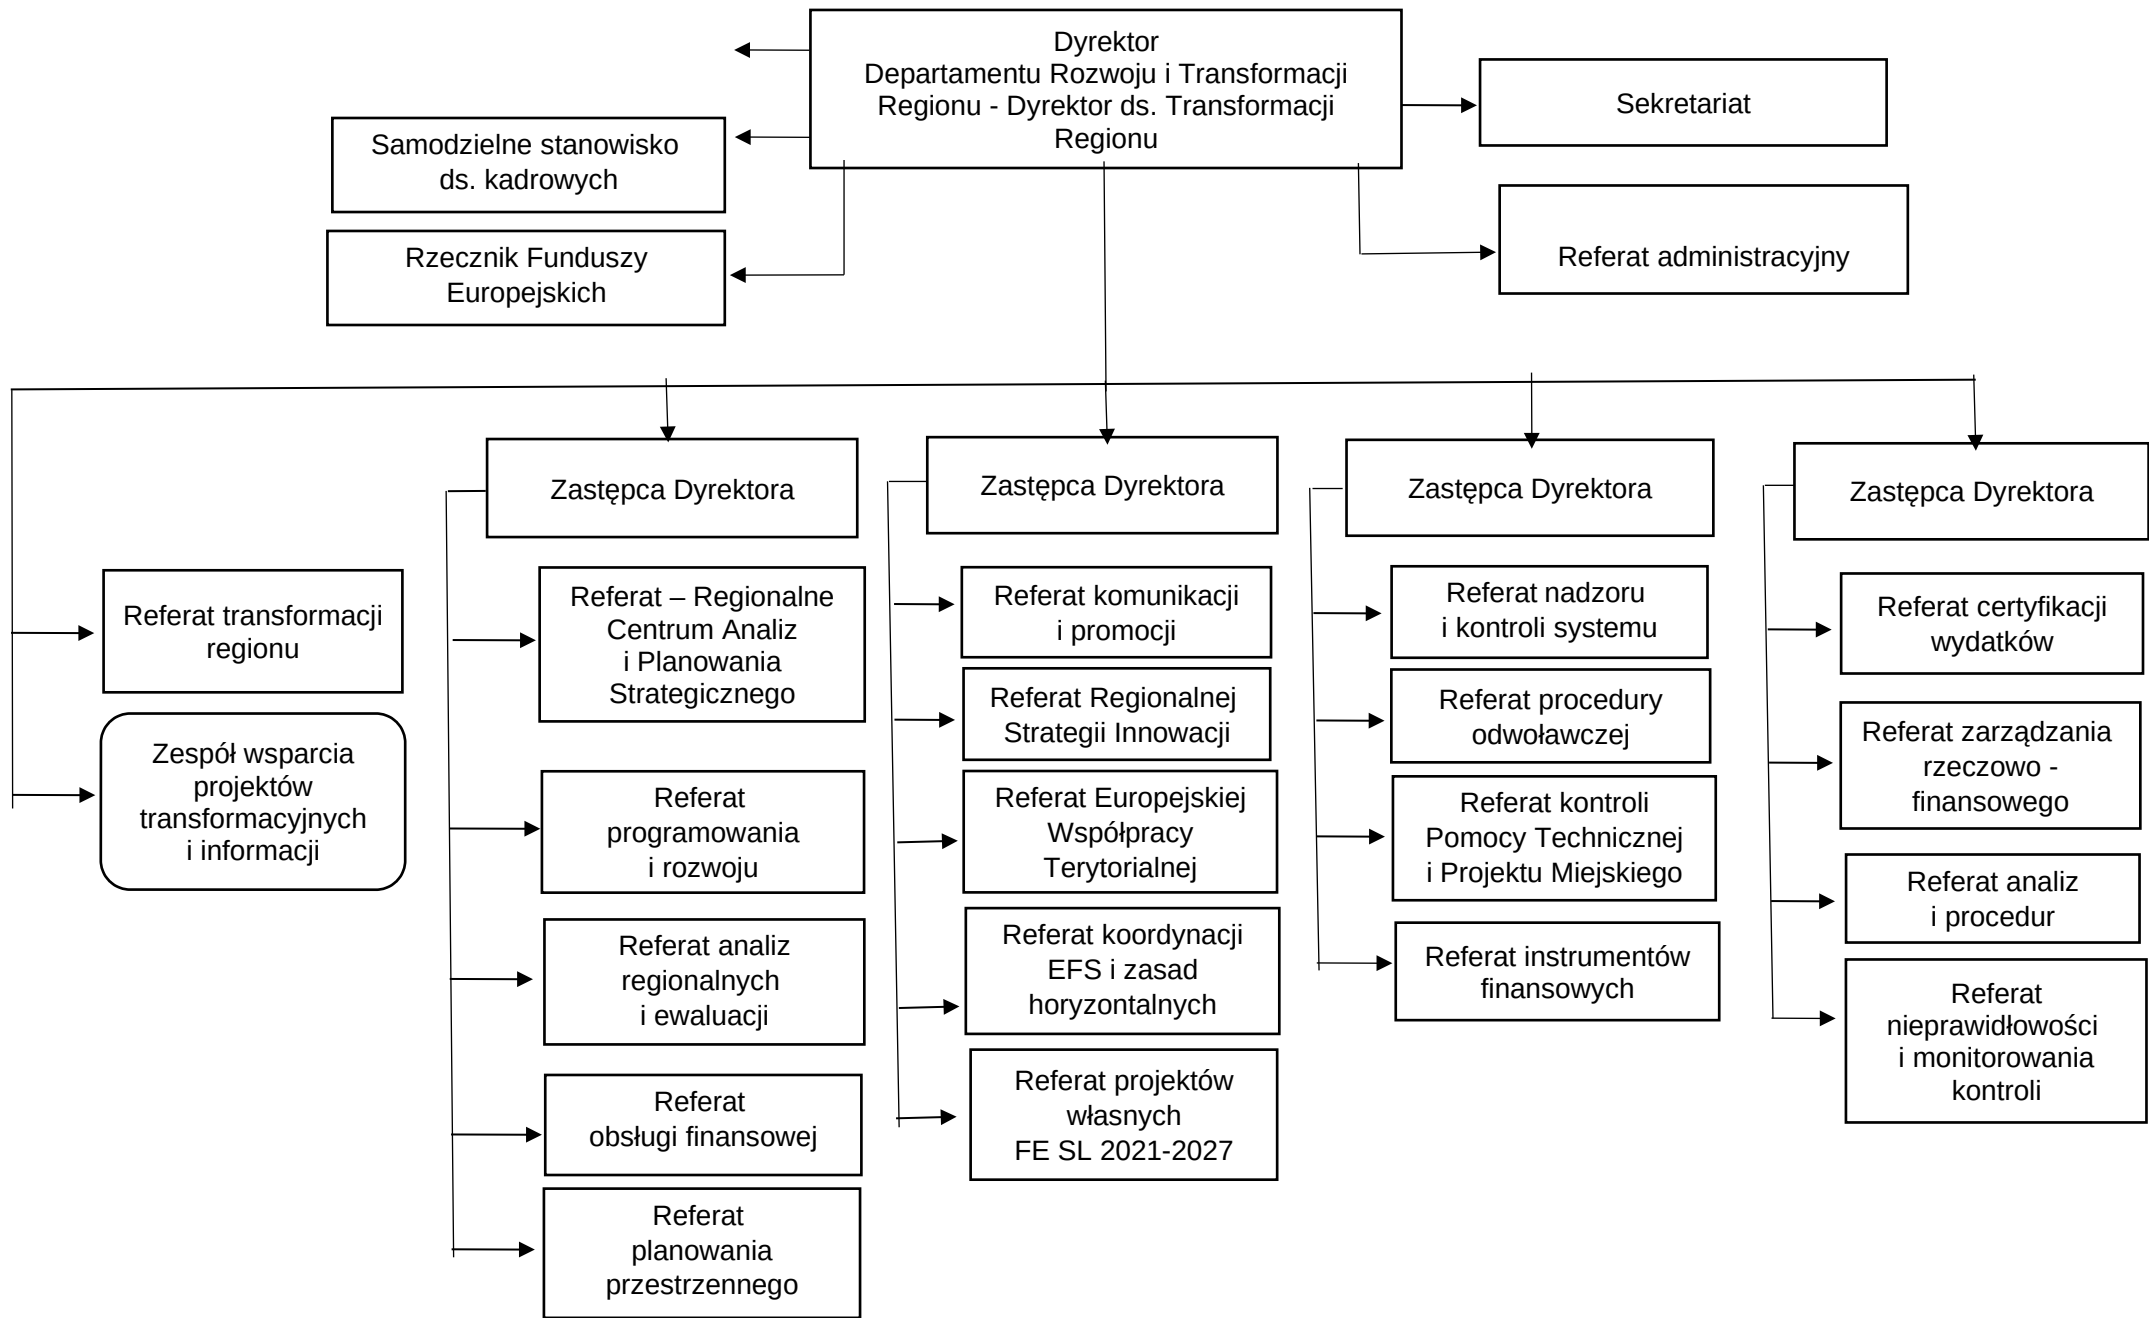 Dyrektor
Departamentu Rozwoju i Transformacji
Regionu - Dyrektor ds. Transformacji
Regionu
Sekretariat
Samodzielne stanowisko
ds. kadrowych
Referat administracyjny
Rzecznik Funduszy
Europejskich
Zastępca Dyrektora
Zastępca Dyrektora
Zastępca Dyrektora
Zastępca Dyrektora
Referat transformacji
regionu
Zespół wsparcia
projektów
transformacyjnych
i informacji
Referat – Regionalne
Centrum Analiz
i Planowania
Strategicznego
Referat
programowania
i rozwoju
Referat analiz
regionalnych
i ewaluacji
Referat
obsługi finansowej
Referat
planowania
przestrzennego
Referat komunikacji
i promocji
Referat Regionalnej
Strategii Innowacji
Referat Europejskiej
Współpracy
Terytorialnej
Referat koordynacji
EFS i zasad
horyzontalnych
Referat projektów
własnych
FE SL 2021-2027
Referat nadzoru
i kontroli systemu
Referat procedury
odwoławczej
Referat kontroli
Pomocy Technicznej
i Projektu Miejskiego
Referat instrumentów
finansowych
Referat certyfikacji
wydatków
Referat zarządzania
rzeczowo -
finansowego
Referat analiz
i procedur
Referat
nieprawidłowości
i monitorowania
kontroli